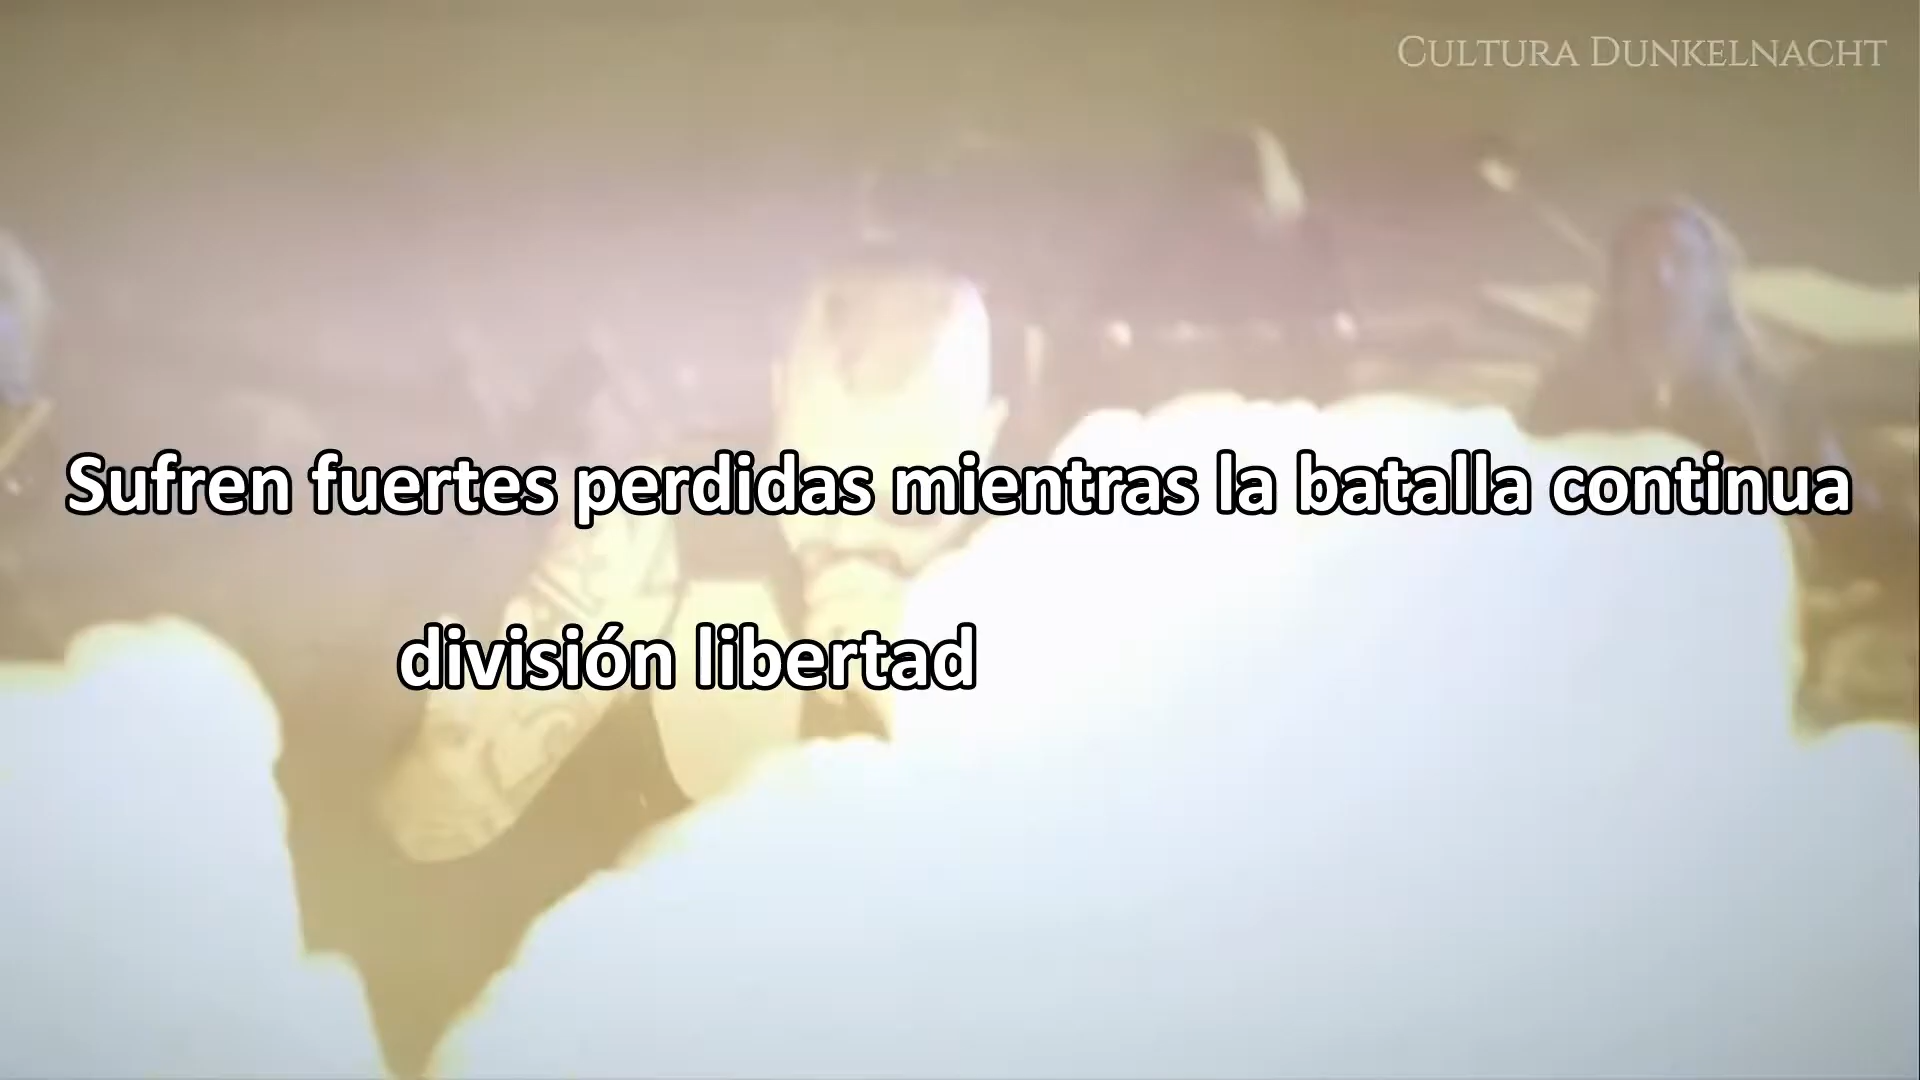 CULTURA DUNKELNACHT
Sufren fuertes perdidas mientras la batalla continua
división libertad